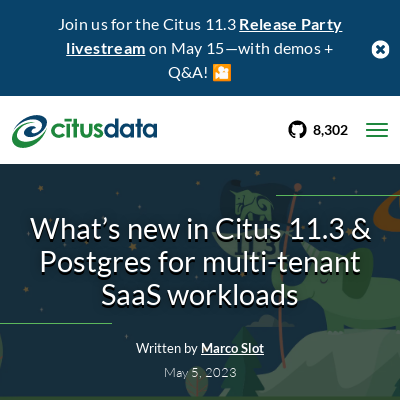 Join us for the Citus 11.3 Release Party
livestream on May 15—with demos +
Q&A! 🎦
citusdata
8,302
What’s new in Citus 11.3 &
Postgres for multi-tenant
SaaS workloads
Written by Marco Slot
May 5, 2023